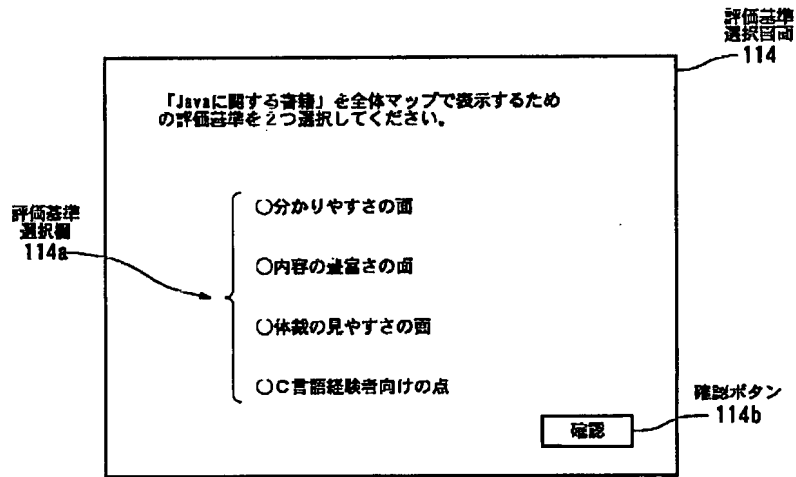 評価基準
選択画面
114
「Javaに関する書籍」を全体マップで表示するため
の評価基準を２つ選択してください。
評価基準
選択欄
114a
○分かりやすさの面
○内容の豊富さの面
○体裁の見やすさの面
○Ｃ言語経験者向けの点
確認ボタン
114b
確認